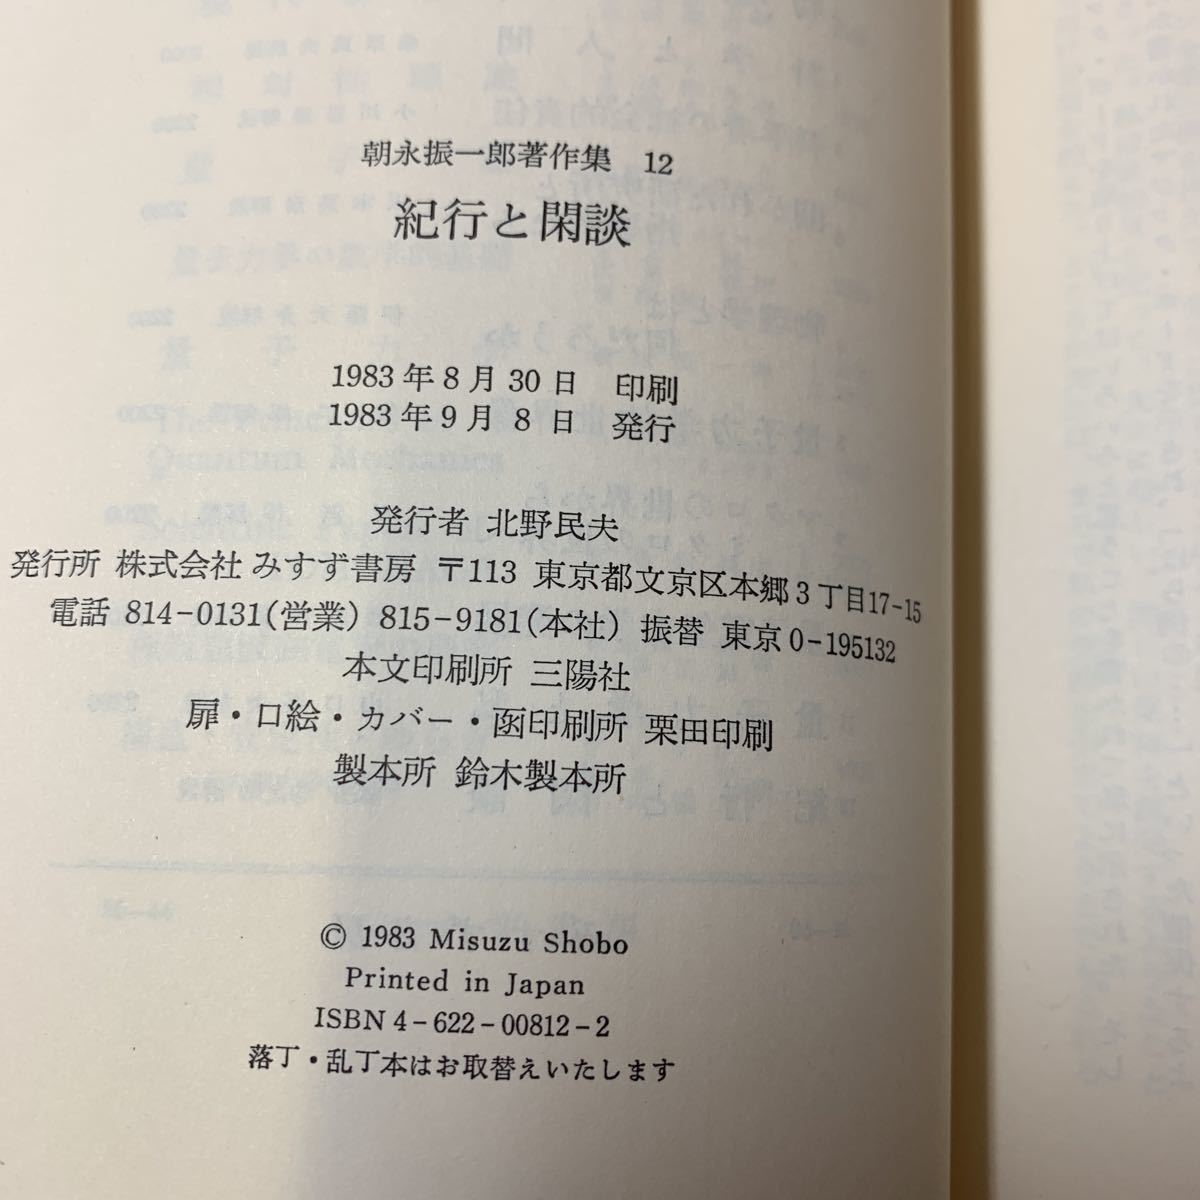 朝永振一郎著作集 12
紀行と閑談
1983年8月30日 印刷
1983年9月8日 発行
発行者 北野民夫
発行所 株式会社 みすず書房 〒113 東京都文京区本郷3丁目17-15
電話 814-0131(営業) 815-9181(本社) 振替 東京0-195132
本文印刷所 三陽社
扉・口絵・カバー・函印刷所 栗田印刷
製本所 鈴木製本所
© 1983 Misuzu Shobo
Printed in Japan
ISBN 4-622-00812-2
落丁・乱丁本はお取替えいたします